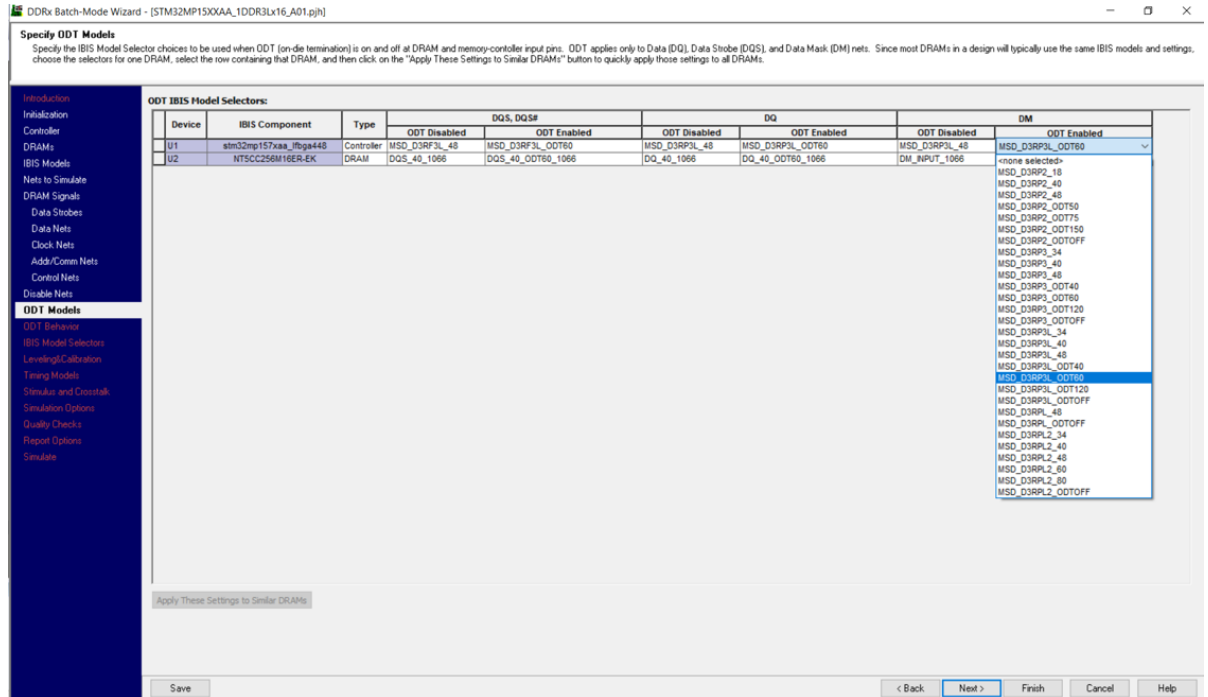 DDRx Batch-Mode Wizard - [STM32MP15XXAA_1DDR3Lx16_A01.pjh]
Specify ODT Models
Specify the IBIS Model Selector choices to be used when ODT (on-die termination) is on and off at DRAM and memory-contoller input pins. ODT applies only to Data (DQ), Data Strobe (DQS), and Data Mask (DM) nets. Since most DRAMs in a design will typically use the same IBIS models and settings,
choose the selectors for one DRAM, select the row containing that DRAM, and then click on the "Apply These Settings to Similar DRAMs" button to quickly apply those settings to all DRAMs.
Introduction
Initialization
Controller
DRAMs
IBIS Models
Nets to Simulate
DRAM Signals
Data Strobes
Data Nets
Clock Nets
Addr/Comm Nets
Control Nets
Disable Nets
ODT Models
ODT Behavior
IBIS Model Selectors
Leveling&Calibration
Timing Models
Stimulus and Crosstalk
Simulation Options
Quality Checks
Report Options
Simulate
ODT IBIS Model Selectors:
Device IBIS Component Type DQS, DQS# DQ DM
ODT Disabled ODT Enabled ODT Disabled ODT Enabled ODT Disabled ODT Enabled
U1 stm32mp157xaa_lfbga448 Controller MSD_D3RF3L_48 MSD_D3RF3L_ODT60 MSD_D3RP3L_48 MSD_D3RP3L_ODT60 MSD_D3RP3L_48 MSD_D3RP3L_ODT60
U2 NT5CC256M16ER-EK DRAM DQS_40_1066 DQS_40_ODT60_1066 DQ_40_1066 DQ_40_ODT60_1066 DM_INPUT_1066
<none selected>
MSD_D3RP2_18
MSD_D3RP2_40
MSD_D3RP2_48
MSD_D3RP2_ODT50
MSD_D3RP2_ODT75
MSD_D3RP2_ODT150
MSD_D3RP2_ODTOFF
MSD_D3RP3_34
MSD_D3RP3_40
MSD_D3RP3_48
MSD_D3RP3_ODT40
MSD_D3RP3_ODT60
MSD_D3RP3_ODT120
MSD_D3RP3_ODTOFF
MSD_D3RP3L_34
MSD_D3RP3L_40
MSD_D3RP3L_48
MSD_D3RP3L_ODT40
MSD_D3RP3L_ODT60
MSD_D3RP3L_ODT120
MSD_D3RP3L_ODTOFF
MSD_D3RPL_48
MSD_D3RPL_ODTOFF
MSD_D3RPL2_34
MSD_D3RPL2_40
MSD_D3RPL2_48
MSD_D3RPL2_60
MSD_D3RPL2_80
MSD_D3RPL2_ODTOFF
Apply These Settings to Similar DRAMs
Save < Back Next > Finish Cancel Help